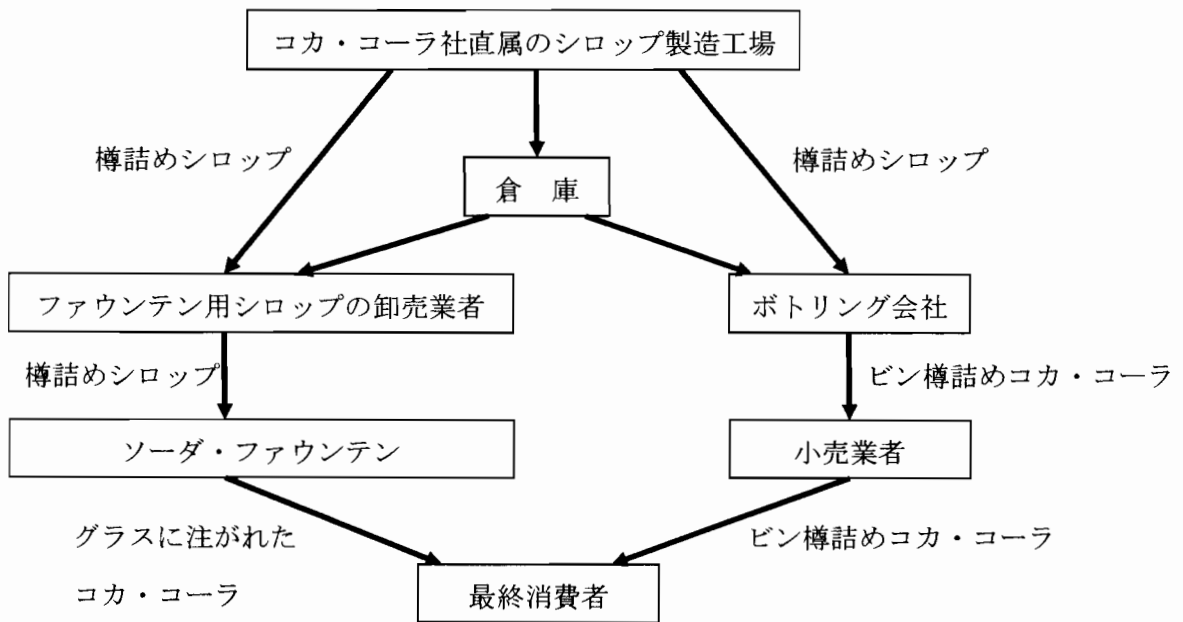 コカ・コーラ社直属のシロップ製造工場
樽詰めシロップ
樽詰めシロップ
倉　庫
ファウンテン用シロップの卸売業者
ボトリング会社
樽詰めシロップ
ビン樽詰めコカ・コーラ
ソーダ・ファウンテン
小売業者
グラスに注がれた
コカ・コーラ
ビン樽詰めコカ・コーラ
最終消費者